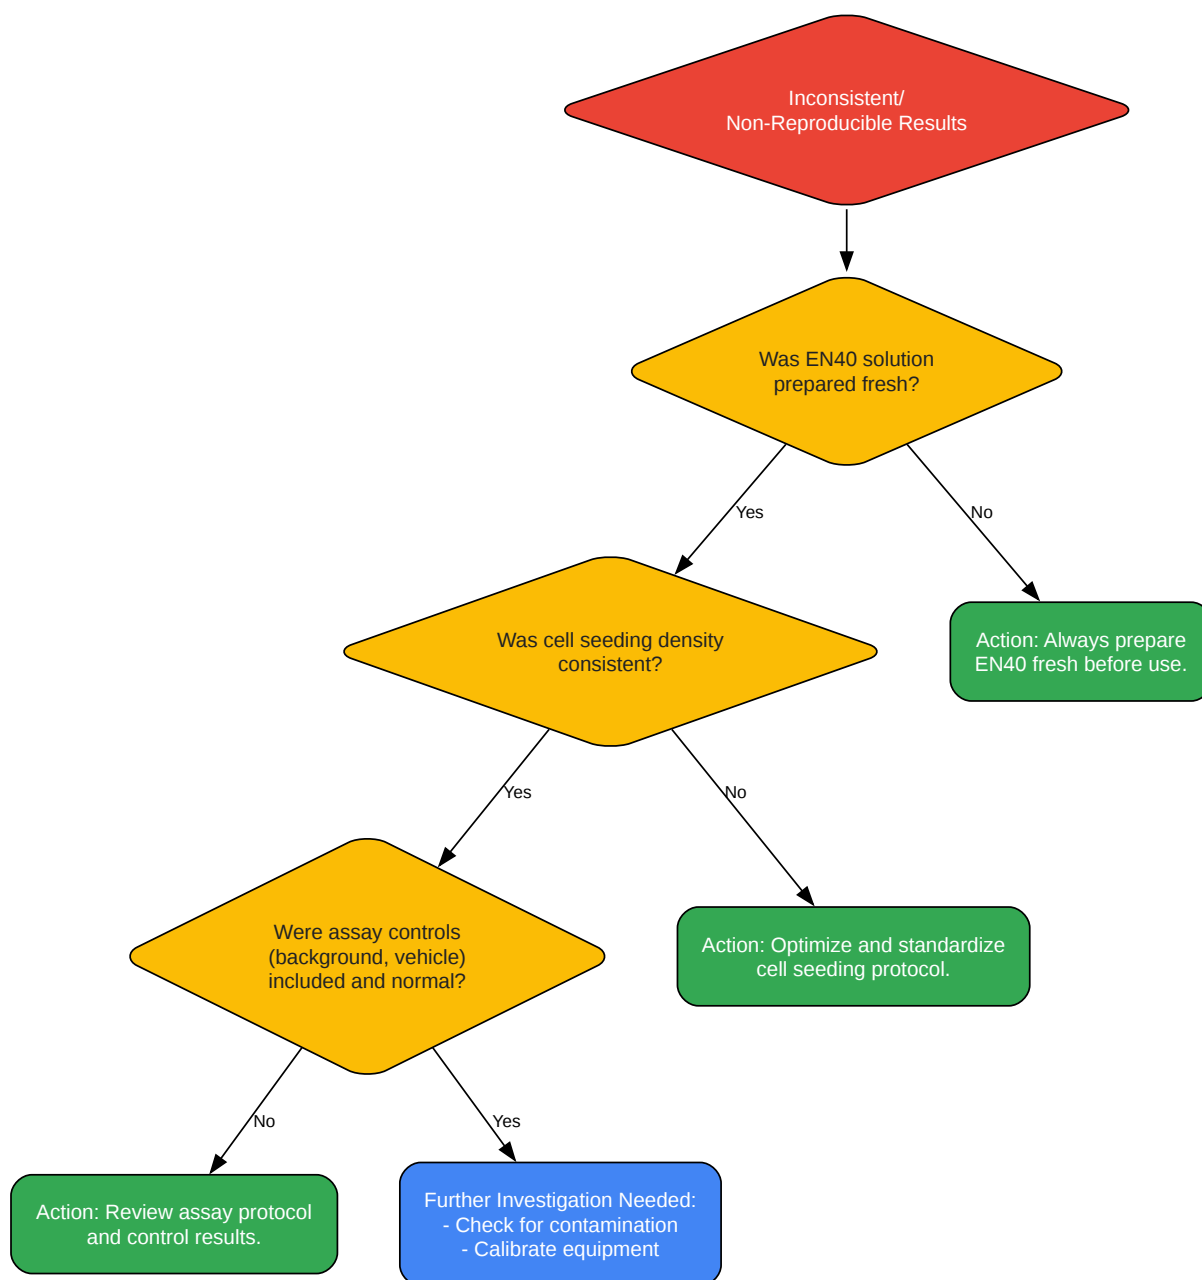 Inconsistent/
Non-Reproducible Results
Was EN40 solution
prepared fresh?
Yes
No
Was cell seeding density
consistent?
Action: Always prepare
EN40 fresh before use.
Yes
No
Were assay controls
(background, vehicle)
included and normal?
Action: Optimize and standardize
cell seeding protocol.
No
Yes
Action: Review assay protocol
and control results.
Further Investigation Needed:
- Check for contamination
- Calibrate equipment